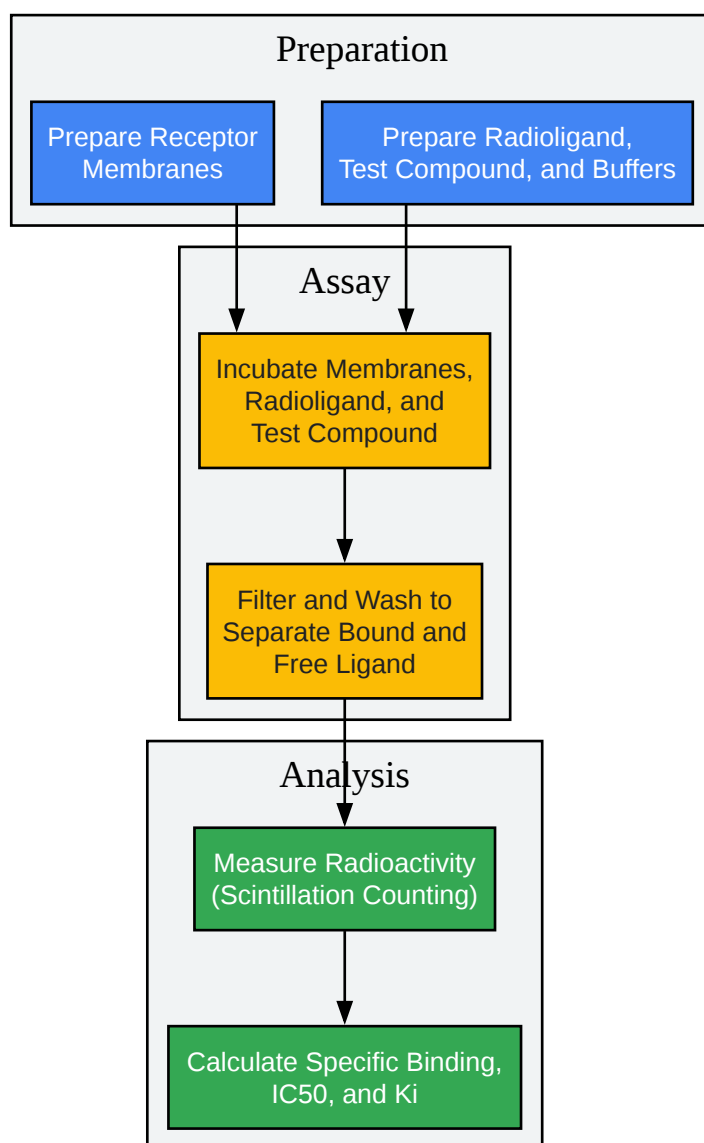 Preparation
Prepare Receptor
Membranes
Prepare Radioligand,
Test Compound, and Buffers
Assay
Incubate Membranes,
Radioligand, and
Test Compound
Filter and Wash to
Separate Bound and
Free Ligand
Analysis
Measure Radioactivity
(Scintillation Counting)
Calculate Specific Binding,
IC50, and Ki